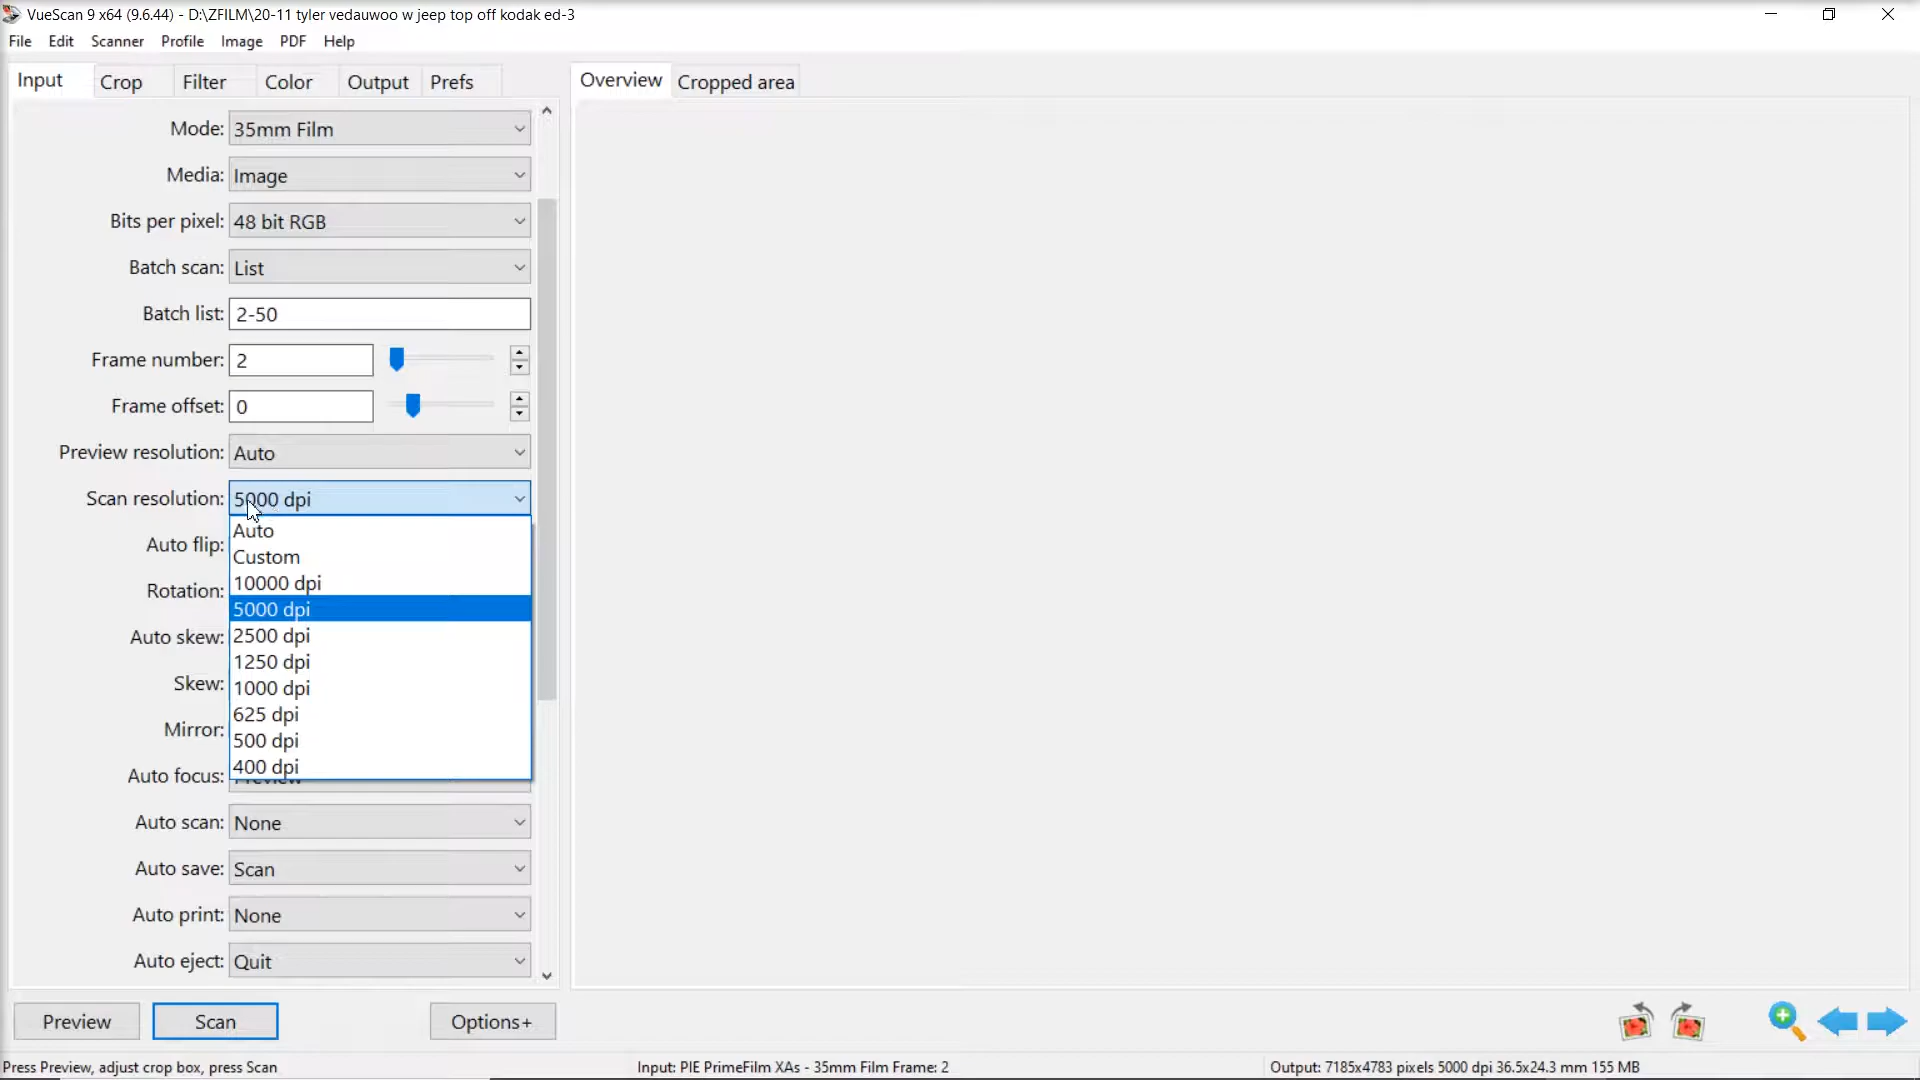 VueScan 9 x64 (9.6.44) - D:\ZFILM\20-11 tyler vedauwoo w jeep top off kodak ed-3
File Edit Scanner Profile Image PDF Help
Input Crop Filter Color Output Prefs
Overview Cropped area
Mode: 35mm Film
Media: Image
Bits per pixel: 48 bit RGB
Batch scan: List
Batch list: 2-50
Frame number: 2
Frame offset: 0
Preview resolution: Auto
Scan resolution: 5000 dpi
Auto
Auto flip:
Custom
10000 dpi
Rotation:
5000 dpi
Auto skew: 2500 dpi
1250 dpi
Skew: 1000 dpi
625 dpi
Mirror:
500 dpi
400 dpi
Auto focus: Preview
Auto scan: None
Auto save: Scan
Auto print: None
Auto eject: Quit
Preview Scan Options+
Press Preview, adjust crop box, press Scan
Input: PIE PrimeFilm XAs - 35mm Film Frame: 2
Output: 7185x4783 pixels 5000 dpi 36.5x24.3 mm 155 MB